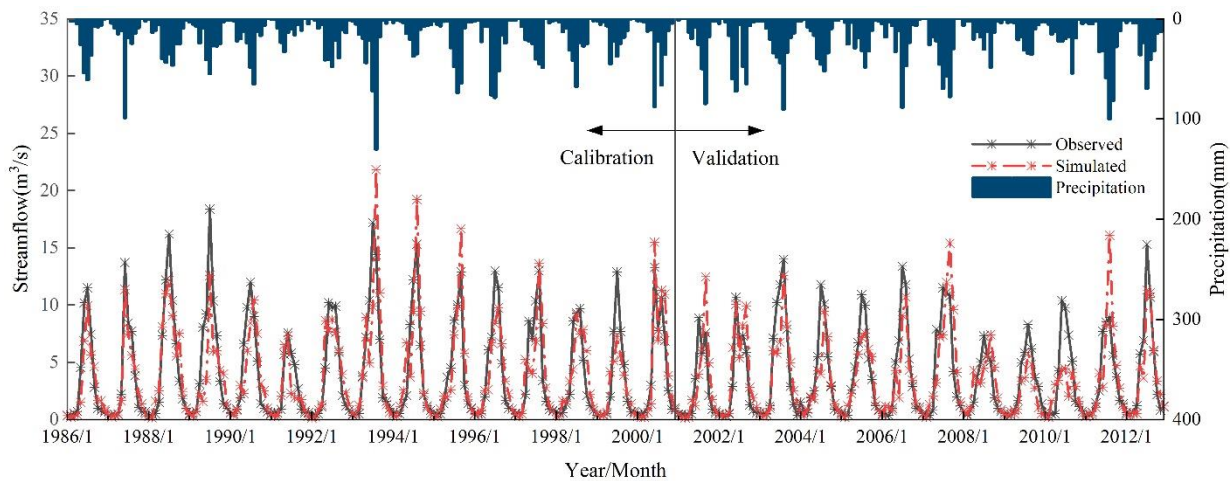 Streamflow(m³/s)
35
30
25
20
15
10
5
0
Calibration
Validation
Observed
Simulated
Precipitation
0
100
200
300
400
Precipitation(mm)
1986/1 1988/1 1990/1 1992/1 1994/1 1996/1 1998/1 2000/1 2002/1 2004/1 2006/1 2008/1 2010/1 2012/1
Year/Month